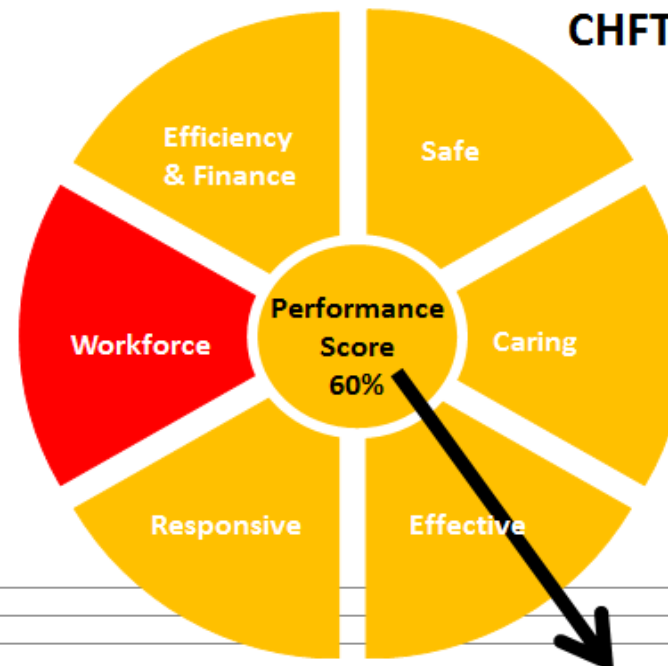 CHFT
Efficiency
& Finance
Safe
Performance
Score
60%
Workforce
Caring
Responsive
Effective